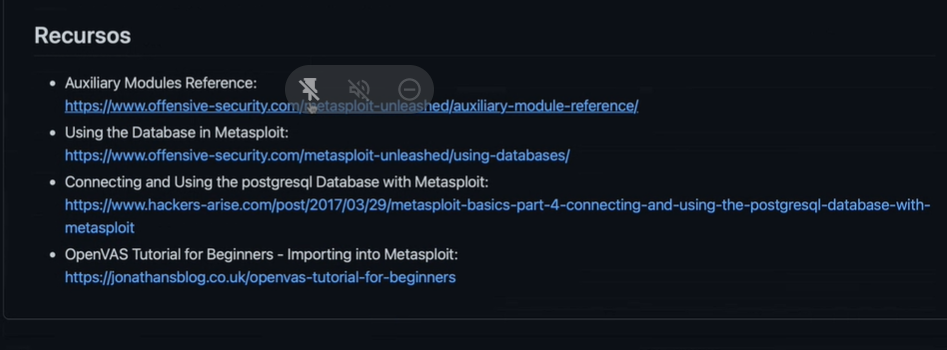 Recursos
Auxiliary Modules Reference:
https://www.offensive-security.com/metasploit-unleashed/auxiliary-module-reference/
Using the Database in Metasploit:
https://www.offensive-security.com/metasploit-unleashed/using-databases/
Connecting and Using the postgresql Database with Metasploit:
https://www.hackers-arise.com/post/2017/03/29/metasploit-basics-part-4-connecting-and-using-the-postgresql-database-with-
metasploit
OpenVAS Tutorial for Beginners - Importing into Metasploit:
https://jonathansblog.co.uk/openvas-tutorial-for-beginners